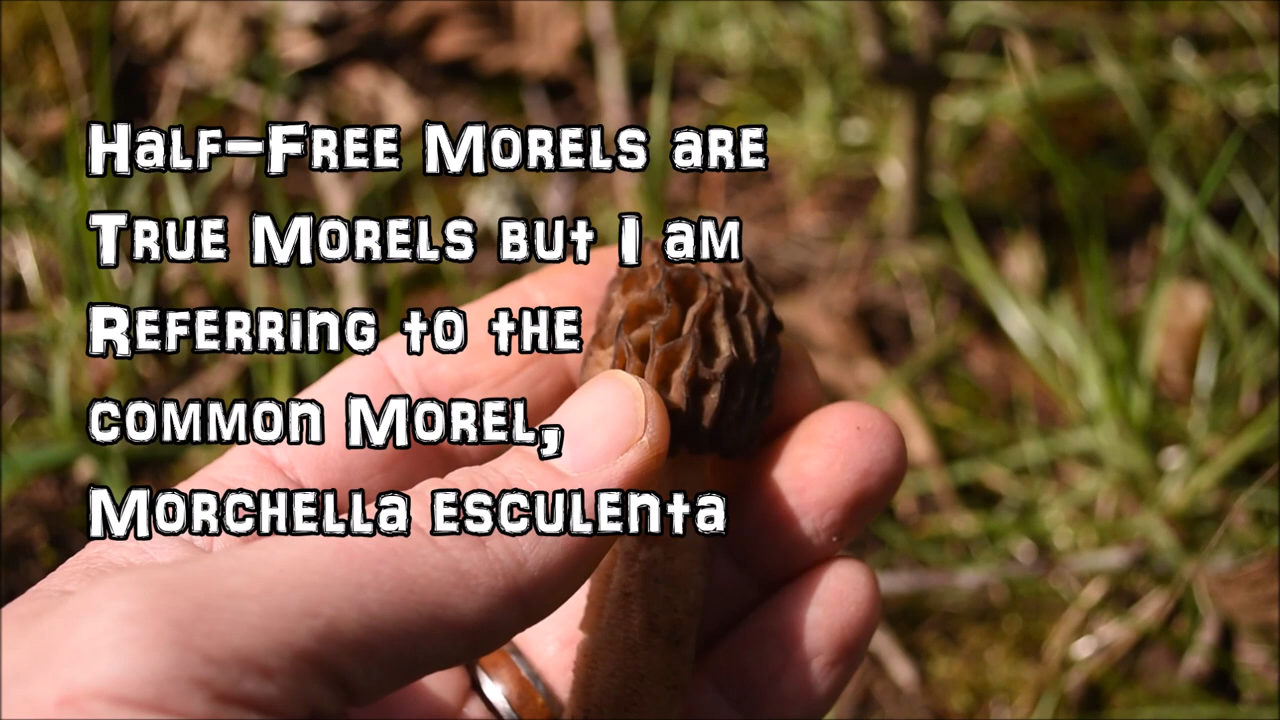 Half-Free Morels are
True Morels but I am
Referring to the
common Morel,
Morchella esculenta